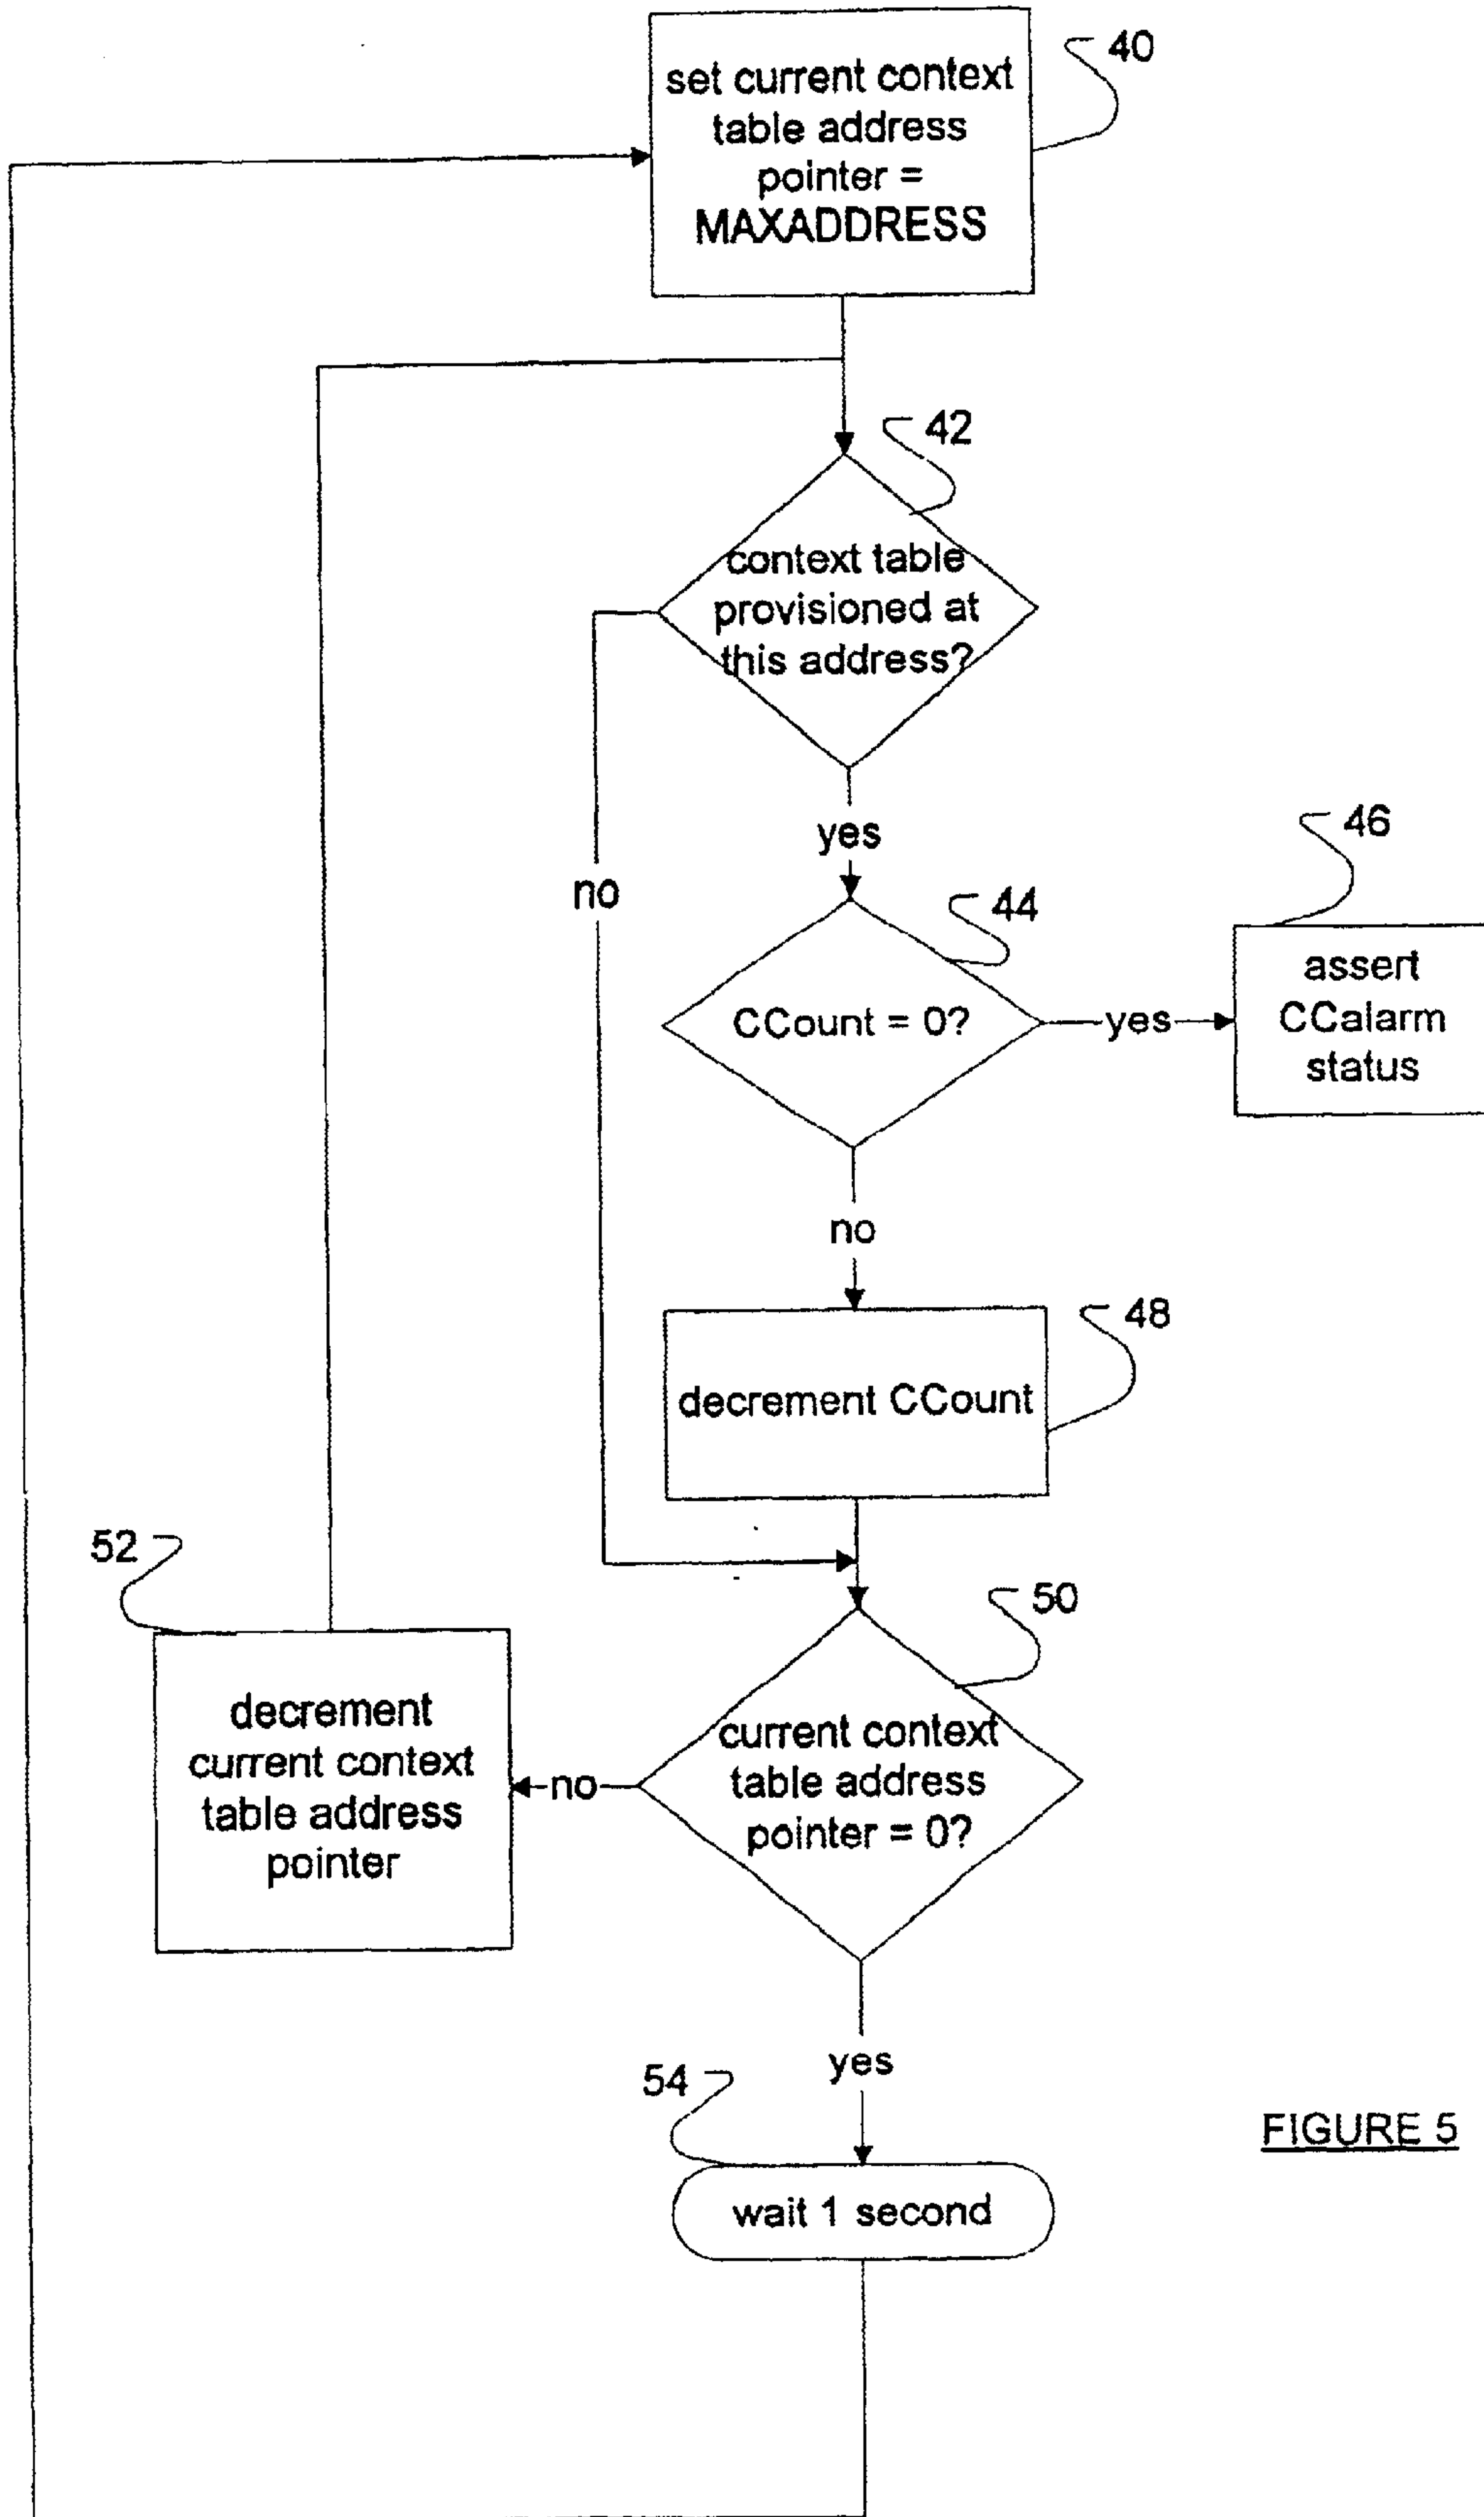 40
set current context
table address
pointer =
MAXADDRESS
42
context table
provisioned at
this address?
yes
no
46
44
assert
CCalarm
status
CCount = 0?
yes
no
48
decrement CCount
52
50
decrement
current context
table address
pointer
no
current context
table address
pointer = 0?
yes
54
FIGURE 5
wait 1 second